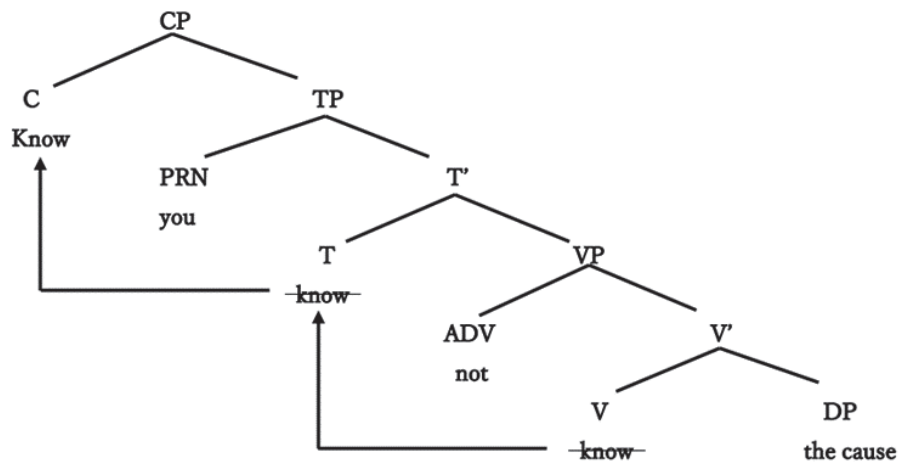 CP
C TP
Know
PRN T’
you
T VP
know
ADV V’
not
V DP
know the cause